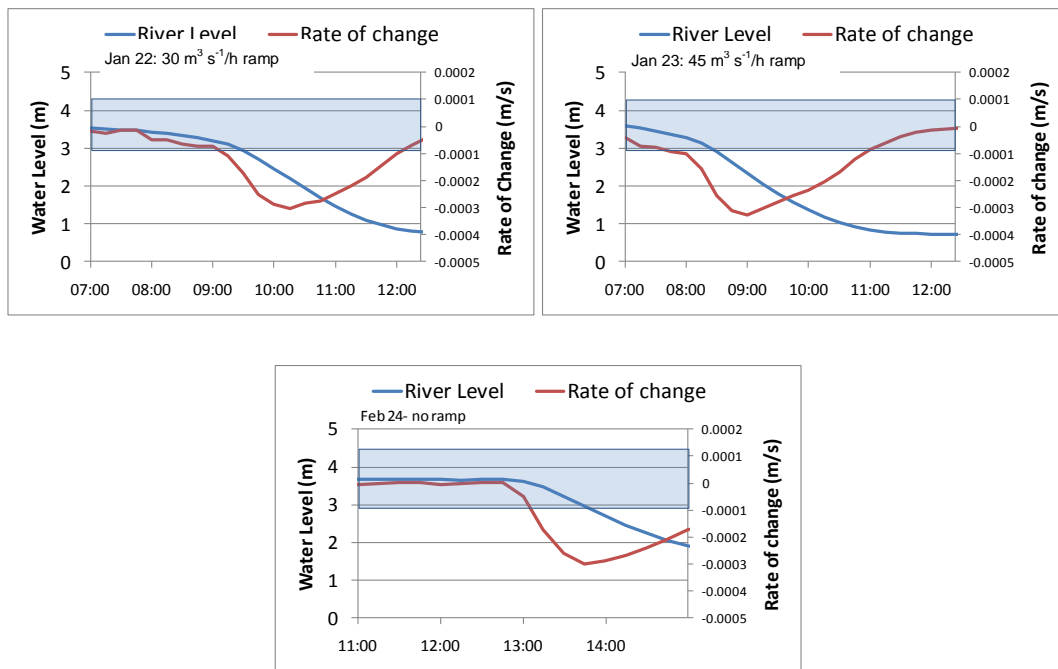 River Level Rate of change
Jan 22: 30 m³ s⁻¹/h ramp
Water Level (m)
5
4
3
2
1
0
0.0002
0.0001
0
-0.0001
-0.0002
-0.0003
-0.0004
-0.0005
Rate of Change (m/s)
07:00 08:00 09:00 10:00 11:00 12:00
River Level Rate of change
Jan 23: 45 m³ s⁻¹/h ramp
Water Level (m)
5
4
3
2
1
0
0.0002
0.0001
0
-0.0001
-0.0002
-0.0003
-0.0004
-0.0005
Rate of Change (m/s)
07:00 08:00 09:00 10:00 11:00 12:00
River Level Rate of change
Feb 24- no ramp
Water Level (m)
5
4
3
2
1
0
0.0002
0.0001
0
-0.0001
-0.0002
-0.0003
-0.0004
-0.0005
Rate of change (m/s)
11:00 12:00 13:00 14:00